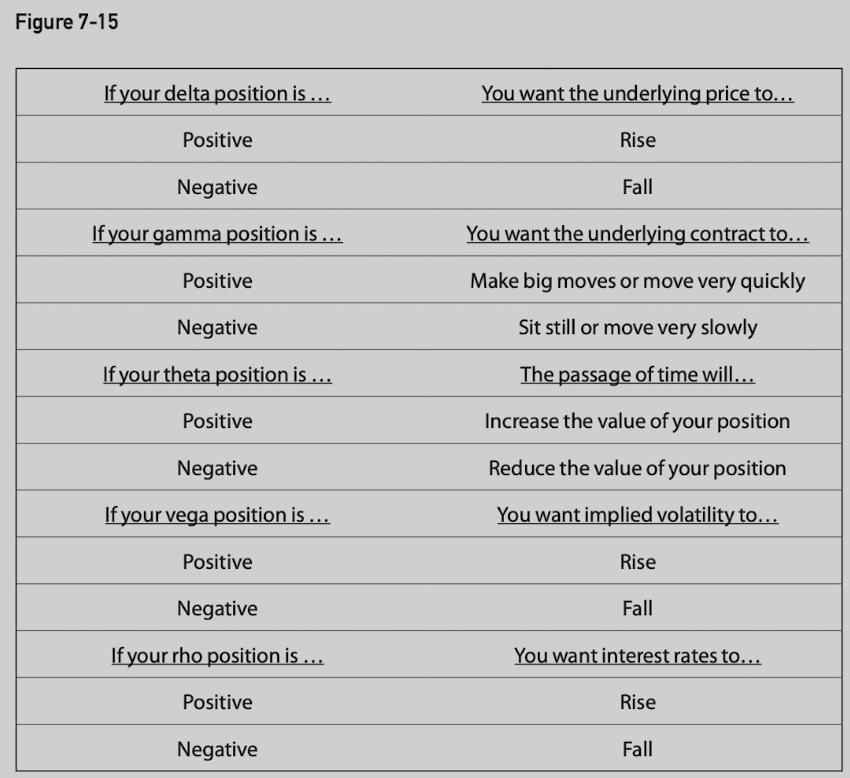 Figure 7-15
If your delta position is … You want the underlying price to…
Positive Rise
Negative Fall
If your gamma position is … You want the underlying contract to…
Positive Make big moves or move very quickly
Negative Sit still or move very slowly
If your theta position is … The passage of time will…
Positive Increase the value of your position
Negative Reduce the value of your position
If your vega position is … You want implied volatility to…
Positive Rise
Negative Fall
If your rho position is … You want interest rates to…
Positive Rise
Negative Fall